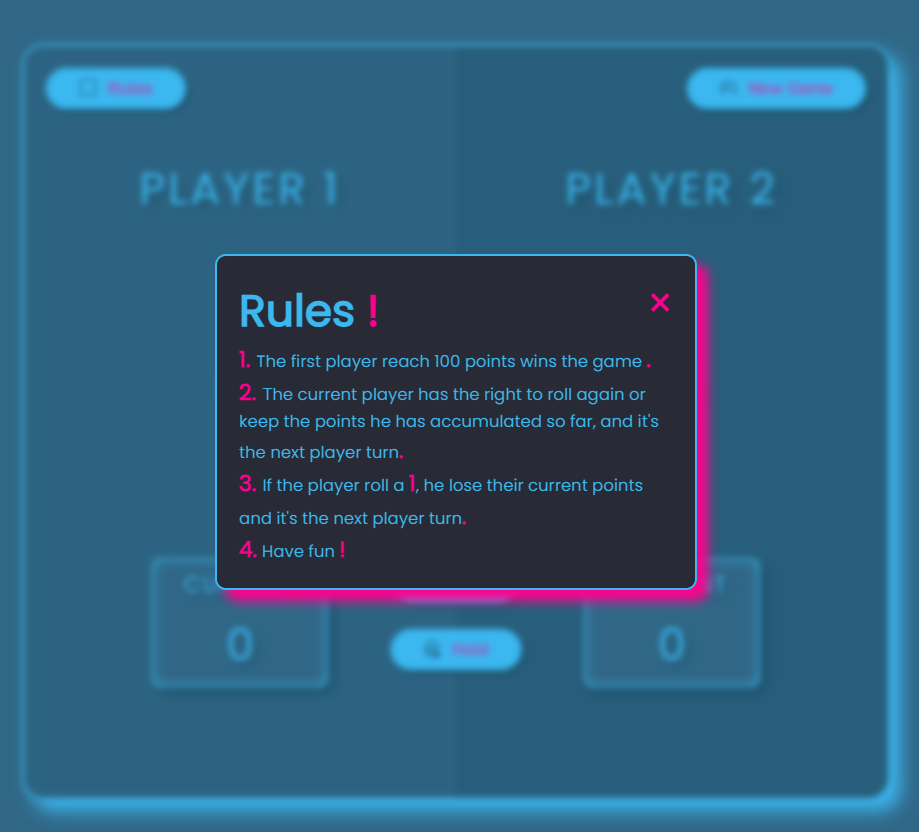 Rules
New Game
PLAYER 1
PLAYER 2
Rules !
1. The first player reach 100 points wins the game .
2. The current player has the right to roll again or
keep the points he has accumulated so far, and it's
the next player turn.
3. If the player roll a 1, he lose their current points
and it's the next player turn.
4. Have fun !
0
Hold
0